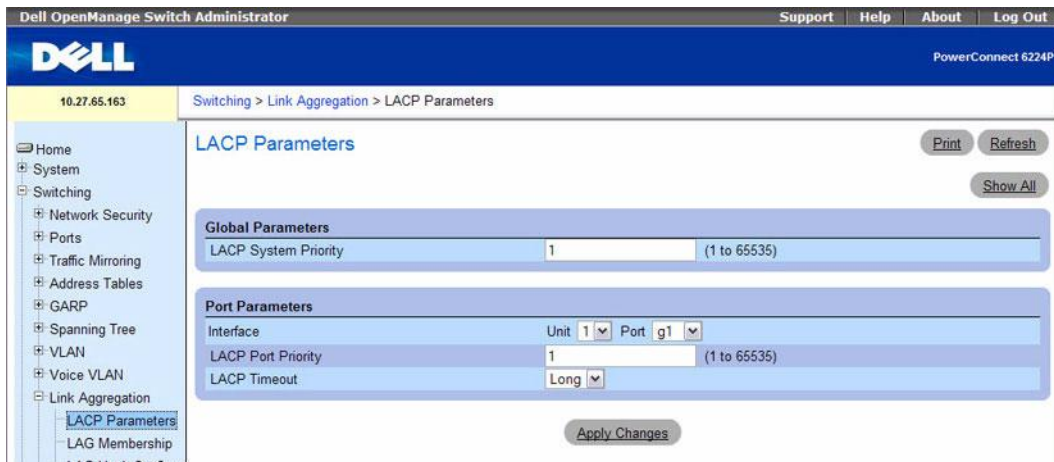 Dell OpenManage Switch Administrator
Support Help About Log Out
DELL
PowerConnect 6224P
10.27.65.163
Switching > Link Aggregation > LACP Parameters
Home
System
Switching
Network Security
Ports
Traffic Mirroring
Address Tables
GARP
Spanning Tree
VLAN
Voice VLAN
Link Aggregation
LACP Parameters
LAG Membership
LACP Parameters
Print Refresh
Show All
Global Parameters
LACP System Priority 1 (1 to 65535)
Port Parameters
Interface Unit 1 Port g1
LACP Port Priority 1 (1 to 65535)
LACP Timeout Long
Apply Changes